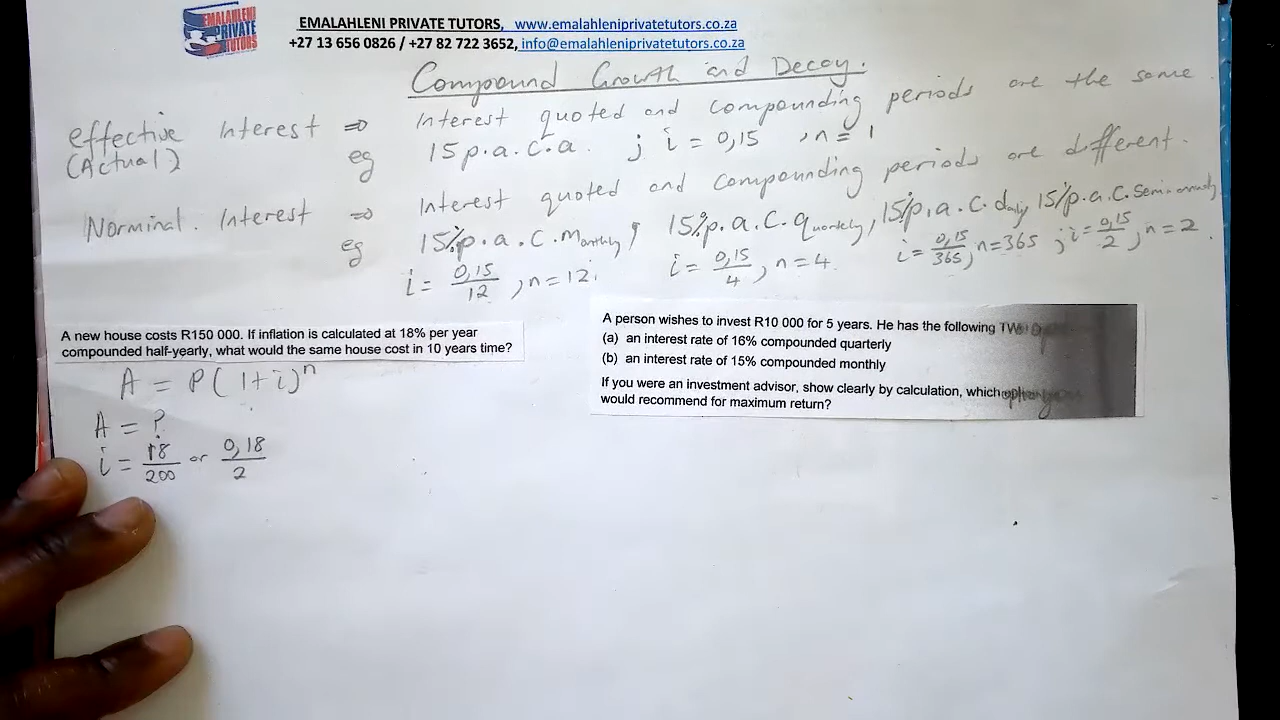 EMALAHLENI PRIVATE TUTORS
EMALAHLENI PRIVATE TUTORS, www.emalahleniprivatetutors.co.za
+27 13 656 0826 / +27 82 722 3652, info@emalahleniprivatetutors.co.za
Compound Growth and Decay.
effective Interest ⇒ Interest quoted and compounding periods are the same.
(Actual) eg 15 p.a.c.a. ; i = 0,15 , n = 1
Norminal. Interest ⇒ Interest quoted and compounding periods are different.
eg 15% p.a.C.Monthly, 15% p.a.C.quartely, 15% p.a.C.daily, 15% p.a.C.Semi-annualy
i = 0,15/12 , n = 12. i = 0,15/4 , n = 4. i = 0,15/365, n = 365 ; i = 0,15/2 , n = 2.
A new house costs R150 000. If inflation is calculated at 18% per year
compounded half-yearly, what would the same house cost in 10 years time?
A = P(1+i)^n
A = ?
i = 18/200 or 0,18/2
A person wishes to invest R10 000 for 5 years. He has the following TWO
(a) an interest rate of 16% compounded quarterly
(b) an interest rate of 15% compounded monthly
If you were an investment advisor, show clearly by calculation, which
would recommend for maximum return?